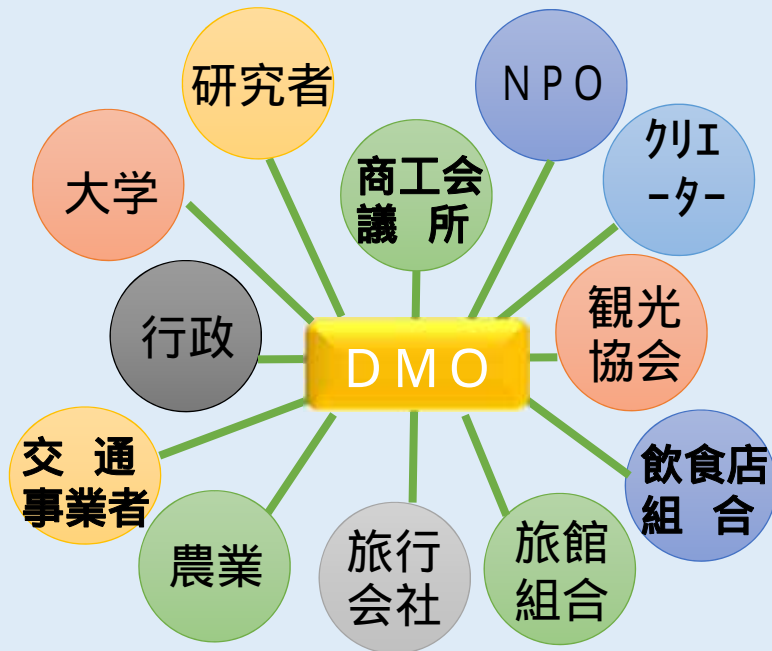 研究者
ＮＰＯ
ｸﾘｴ
ｰﾀｰ
商工会
議　所
大学
行政
ＤＭＯ
観光
協会
交　通
事業者
飲食店
組　合
農業
旅行
会社
旅館
組合